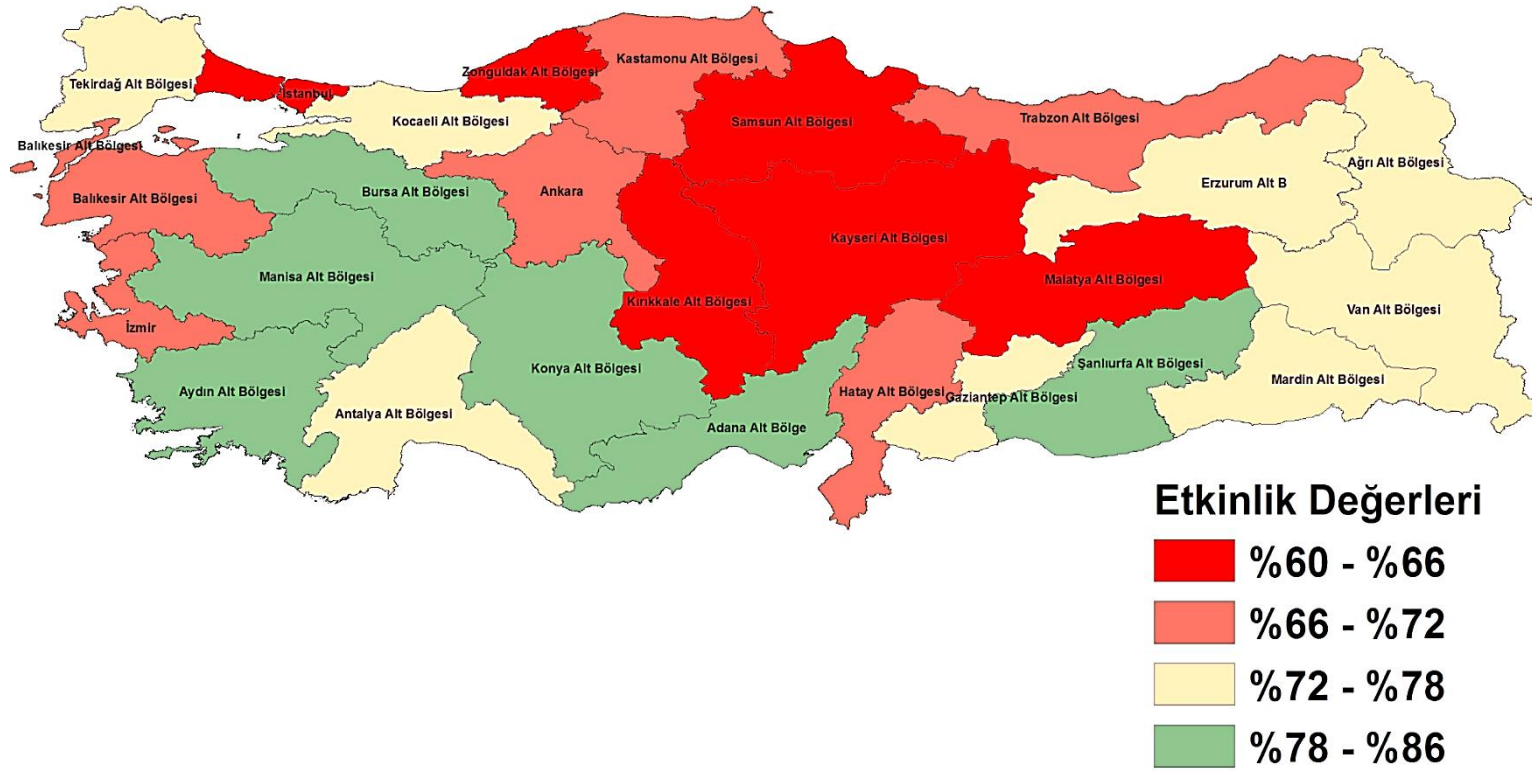 Tekirdağ Alt Bölgesi
İstanbul
Zonguldak Alt Bölgesi
Kastamonu Alt Bölgesi
Kocaeli Alt Bölgesi
Samsun Alt Bölgesi
Trabzon Alt Bölgesi
Balıkesir Alt Bölgesi
Ağrı Alt Bölgesi
Erzurum Alt B
Bursa Alt Bölgesi
Ankara
Balıkesir Alt Bölgesi
Kayseri Alt Bölgesi
Manisa Alt Bölgesi
Malatya Alt Bölgesi
Kırıkkale Alt Bölgesi
Van Alt Bölgesi
İzmir
Konya Alt Bölgesi
Şanlıurfa Alt Bölgesi
Mardin Alt Bölgesi
Aydın Alt Bölgesi
Hatay Alt Bölgesi
Gaziantep Alt Bölgesi
Antalya Alt Bölgesi
Adana Alt Bölge
Etkinlik Değerleri
%60 - %66
%66 - %72
%72 - %78
%78 - %86